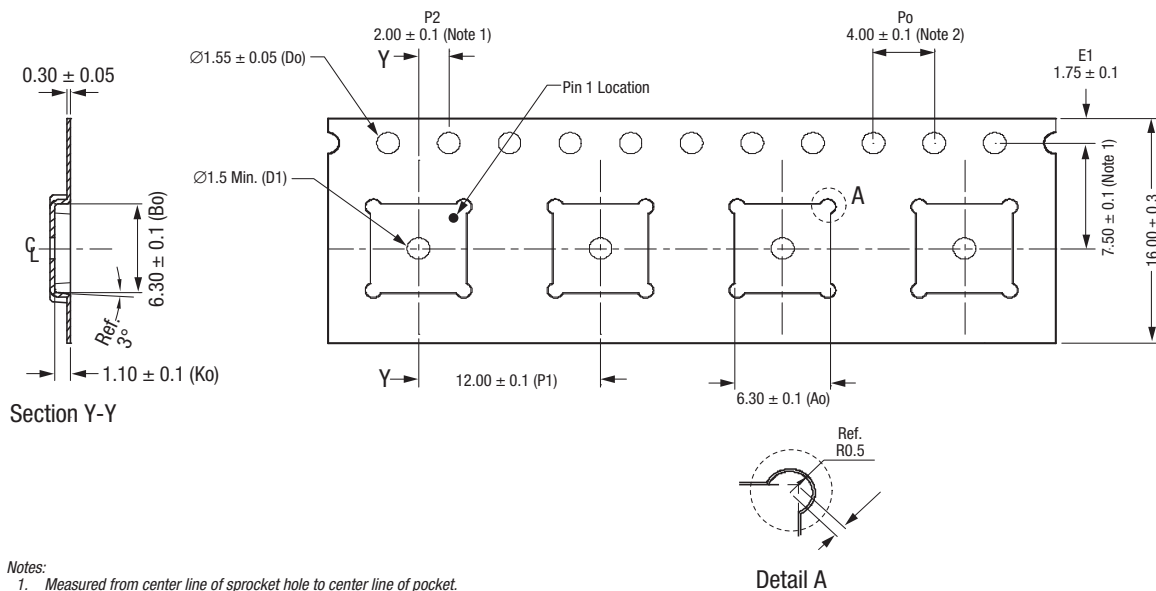 P2
2.00 ± 0.1 (Note 1)
Po
4.00 ± 0.1 (Note 2)
E1
1.75 ± 0.1
Y
∅1.55 ± 0.05 (Do)
0.30 ± 0.05
Pin 1 Location
∅1.5 Min. (D1)
A
7.50 ± 0.1 (Note 1)
16.00 ± 0.3
CL
6.30 ± 0.1 (Bo)
Ref.
3°
1.10 ± 0.1 (Ko)
Y
12.00 ± 0.1 (P1)
6.30 ± 0.1 (Ao)
Section Y-Y
Ref.
R0.5
Detail A
Notes:
1. Measured from center line of sprocket hole to center line of pocket.